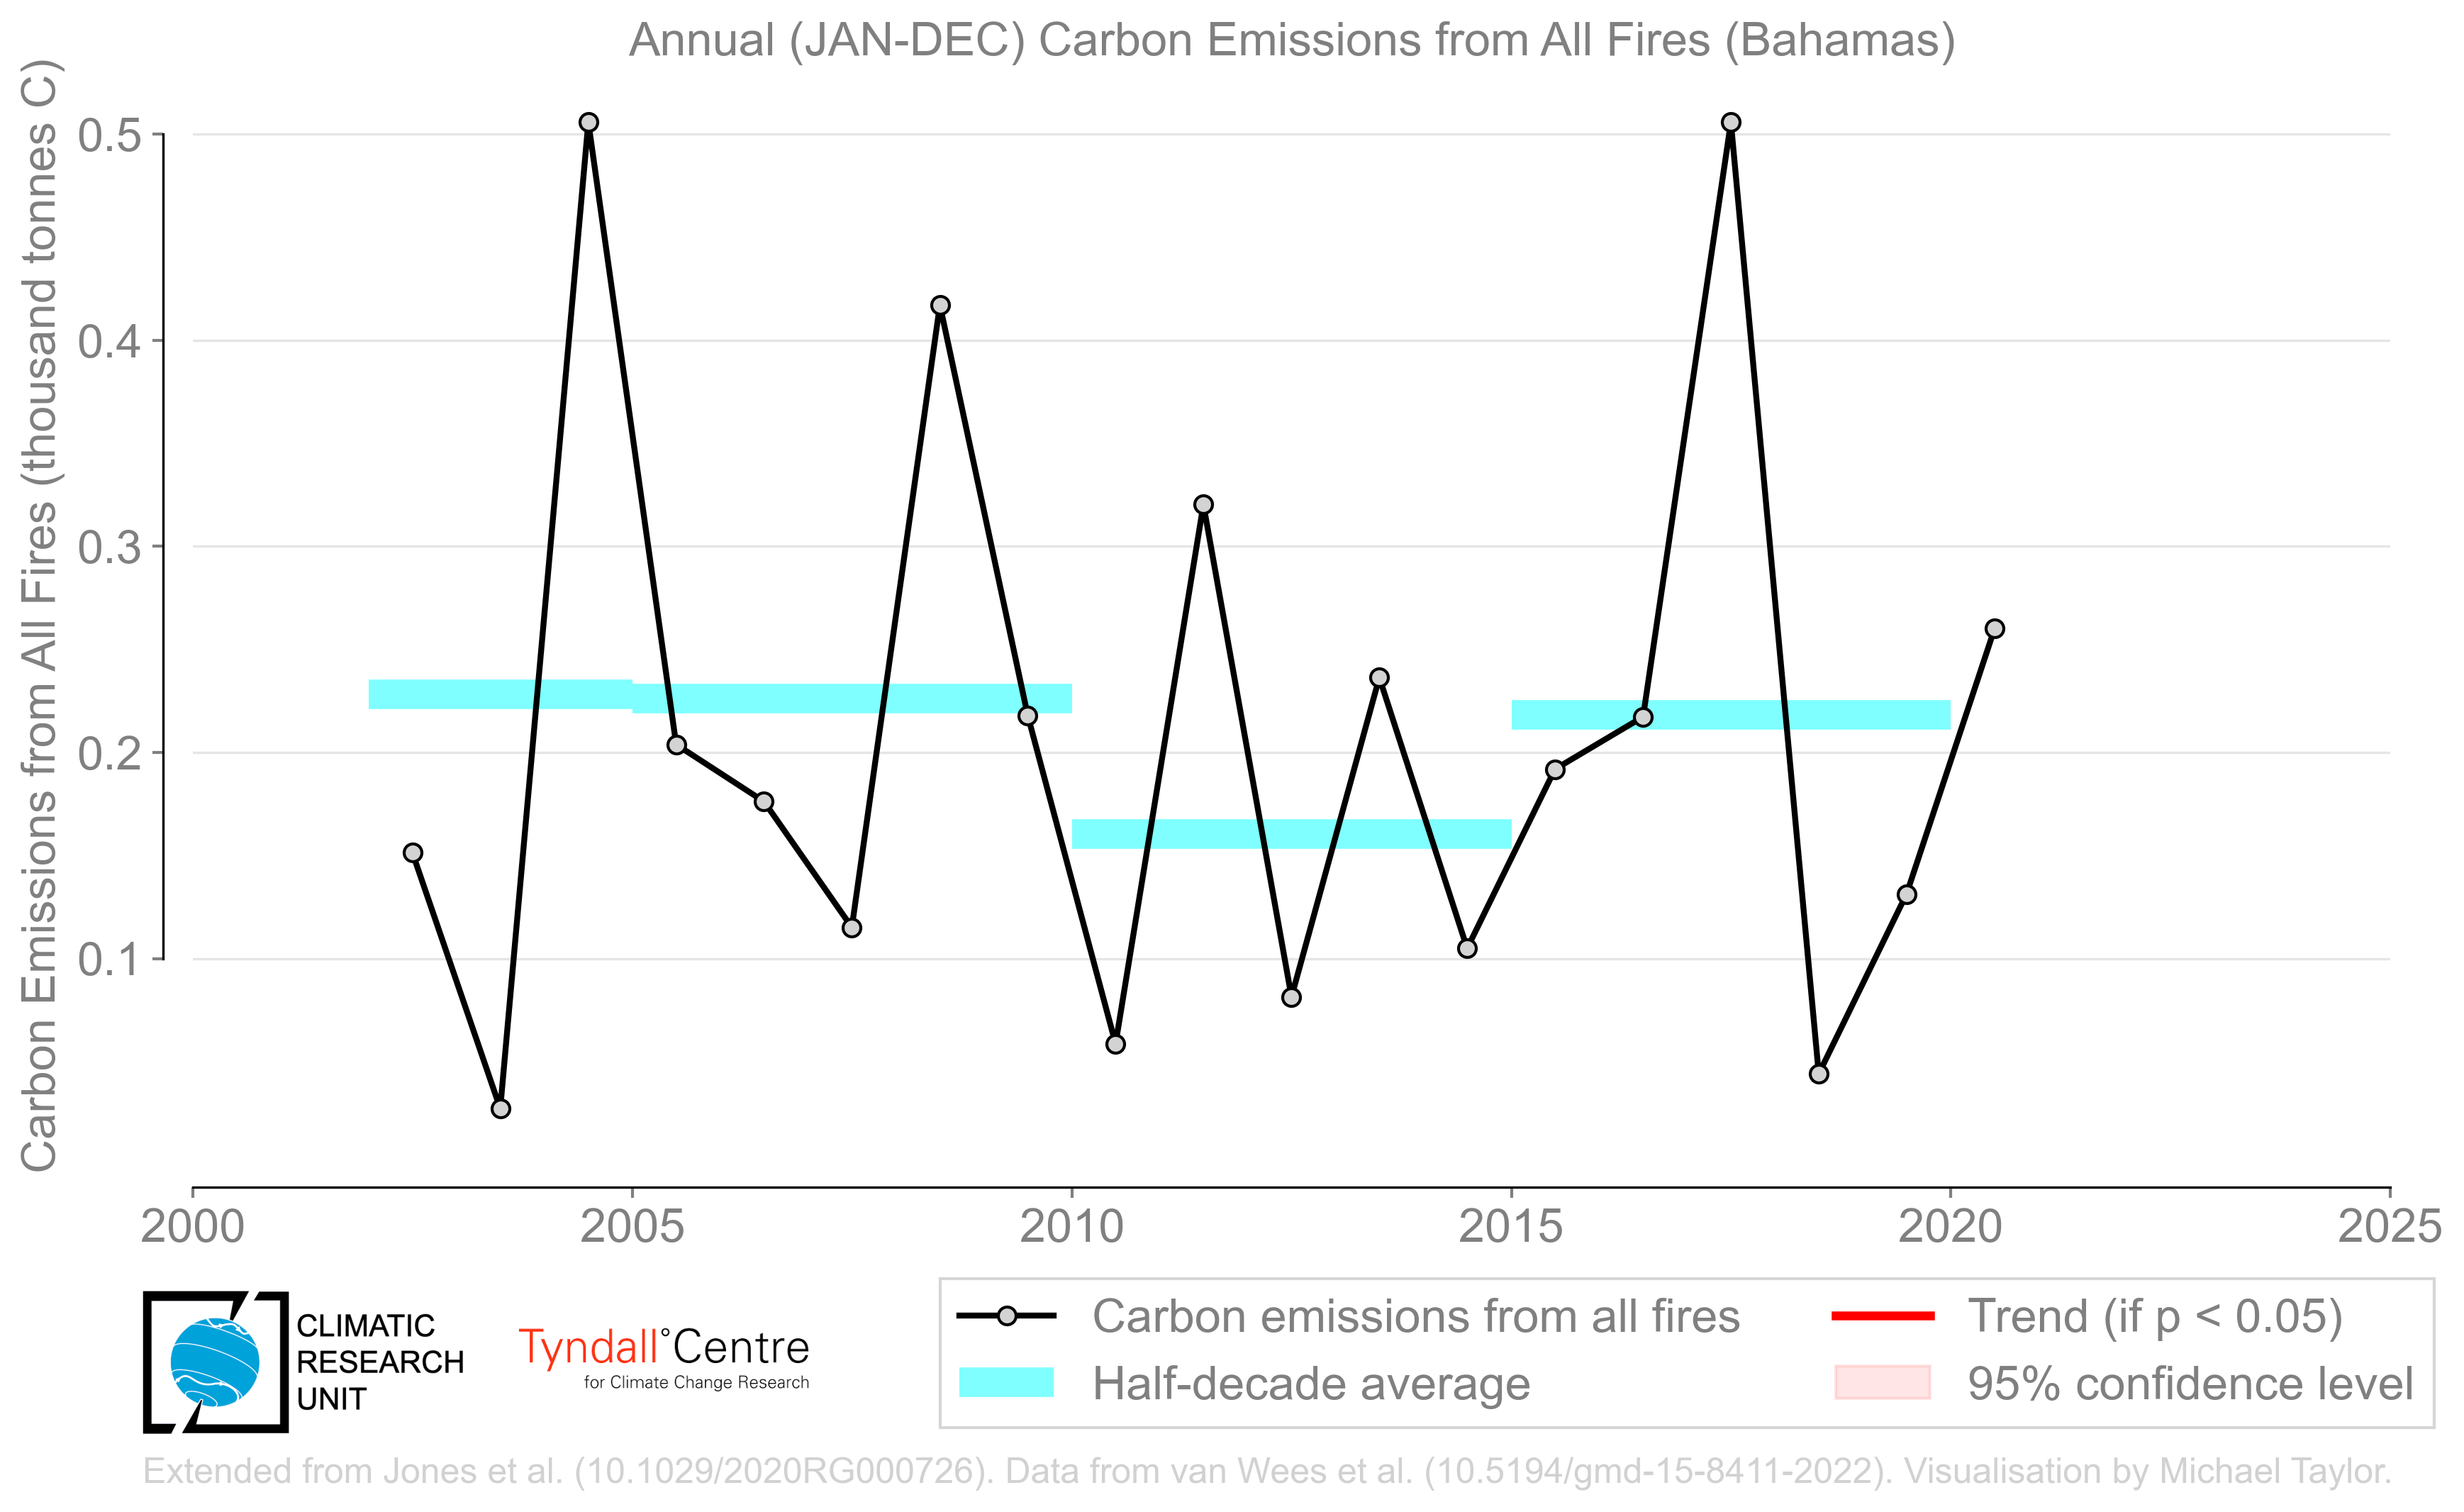 Annual (JAN-DEC) Carbon Emissions from All Fires (Bahamas)
Carbon Emissions from All Fires (thousand tonnes C)
0.5
0.4
0.3
0.2
0.1
2000 2005 2010 2015 2020 2025
CLIMATIC
RESEARCH
UNIT
Tyndall°Centre
for Climate Change Research
Carbon emissions from all fires
Half-decade average
Trend (if p < 0.05)
95% confidence level
Extended from Jones et al. (10.1029/2020RG000726). Data from van Wees et al. (10.5194/gmd-15-8411-2022). Visualisation by Michael Taylor.